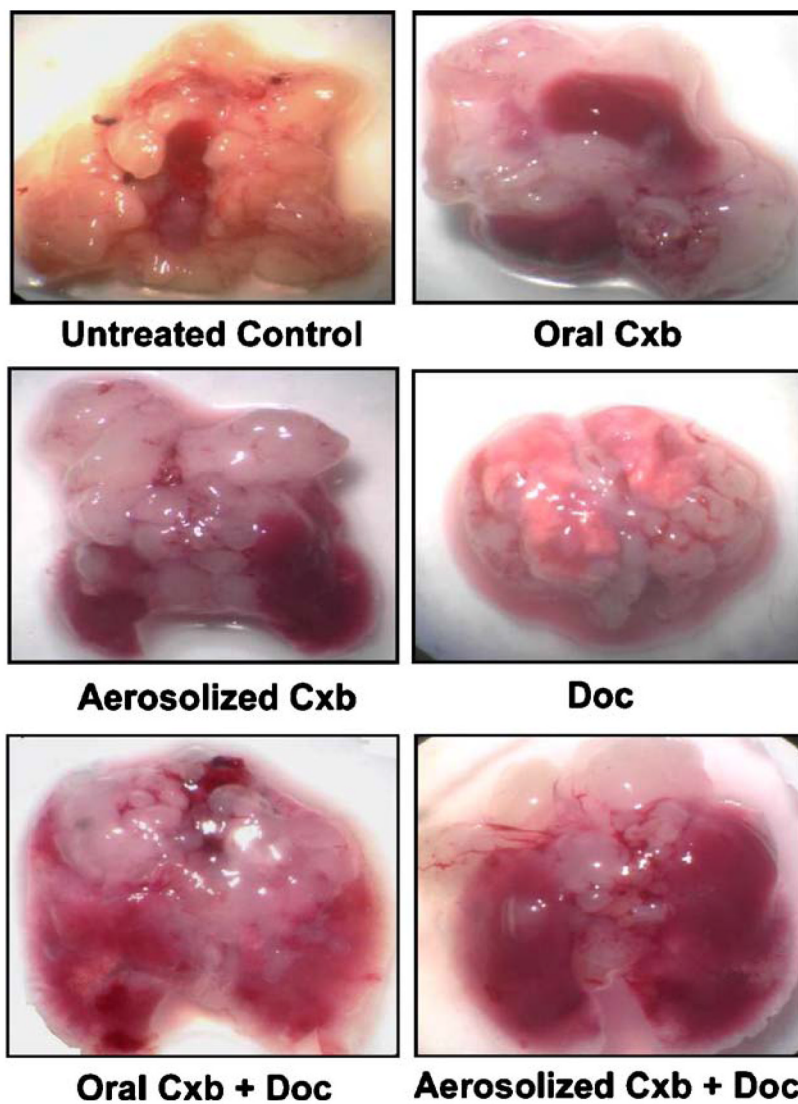 Untreated Control
Oral Cxb
Aerosolized Cxb
Doc
Oral Cxb + Doc
Aerosolized Cxb + Doc